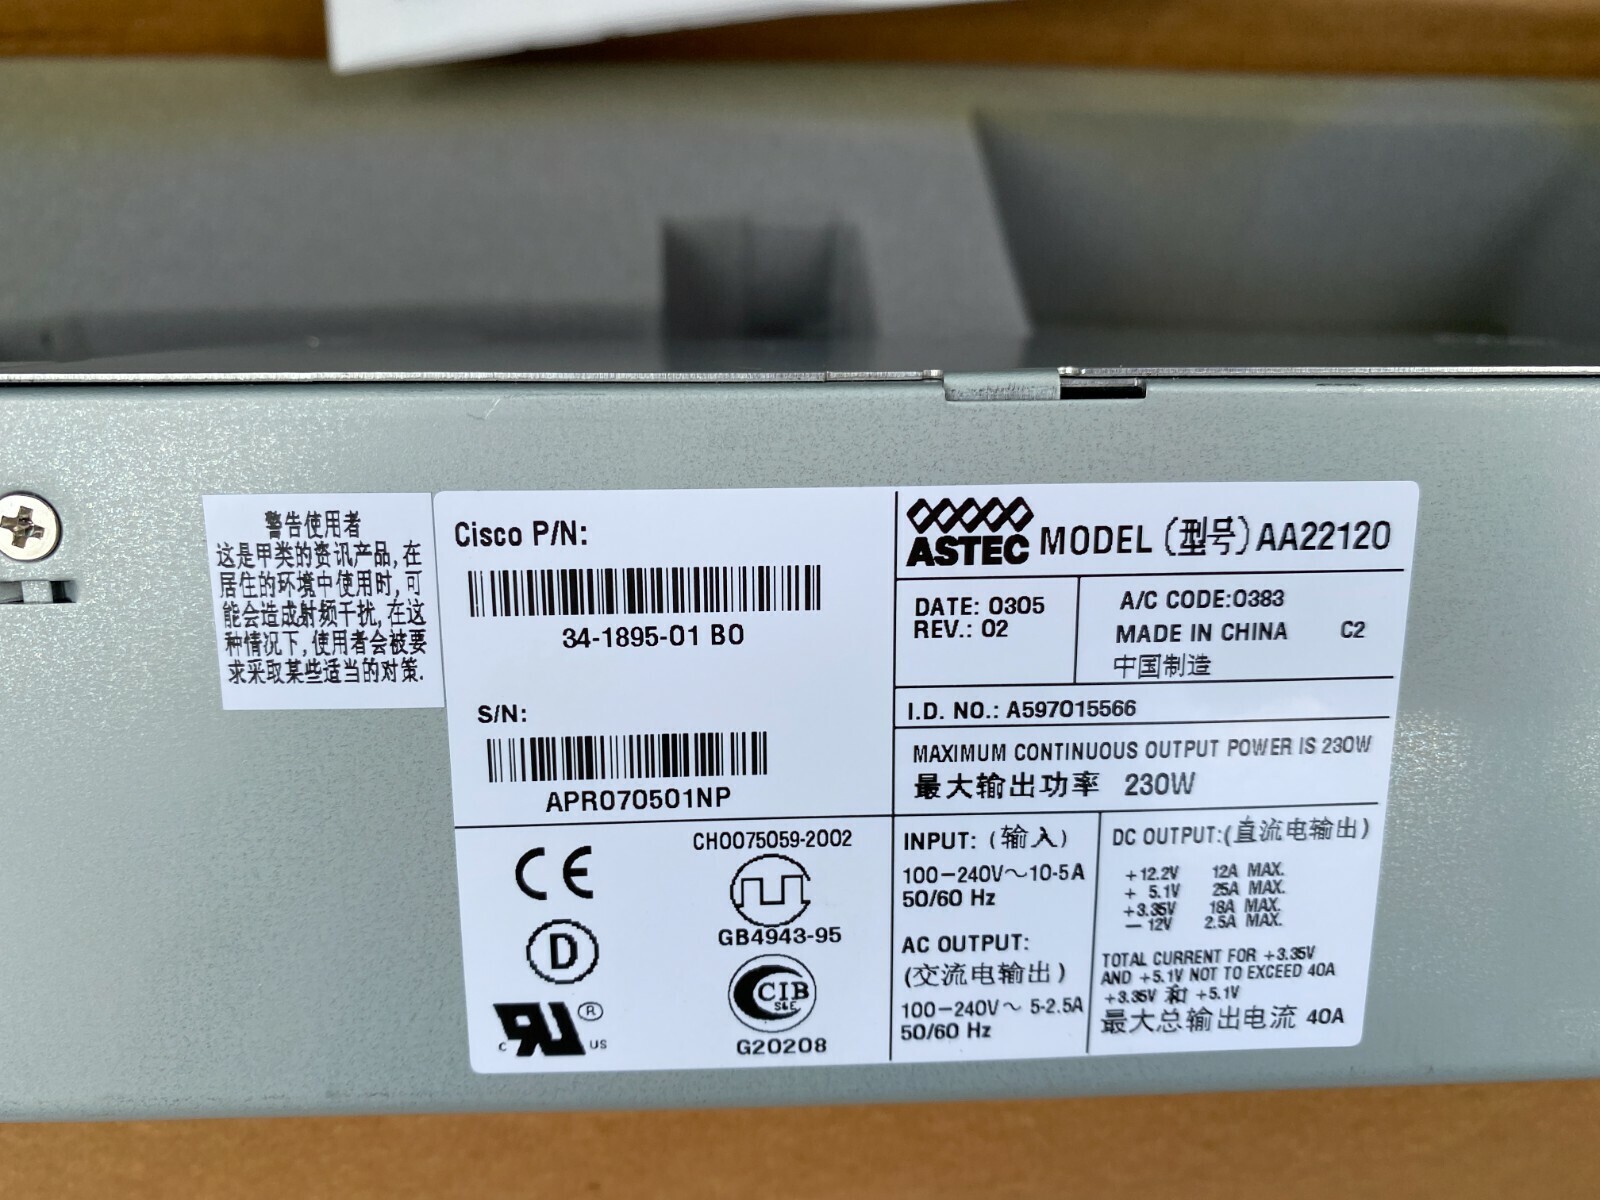 警告使用者
这是甲类的资讯产品,在
居住的环境中使用时,可
能会造成射频干扰,在这
种情况下,使用者会被要
求采取某些适当的对策.
Cisco P/N:
34-1895-01 B0
S/N:
APR070501NP
CE
D
c UL ® US
CH0075059-2002
GB4943-95
CIB
S&E
G20208
ASTEC MODEL (型号) AA22120
DATE: 0305
REV.: 02
A/C CODE:0383
MADE IN CHINA C2
中国制造
I.D. NO.: A597015566
MAXIMUM CONTINUOUS OUTPUT POWER IS 230W
最大输出功率 230W
INPUT: (输入)
100-240V~10-5A
50/60 Hz
AC OUTPUT:
(交流电输出)
100-240V~ 5-2.5A
50/60 Hz
DC OUTPUT:(直流电输出)
+12.2V 12A MAX.
+ 5.1V 25A MAX.
+3.35V 18A MAX.
- 12V 2.5A MAX.
TOTAL CURRENT FOR +3.35V
AND +5.1V NOT TO EXCEED 40A
+3.35V 和 +5.1V
最大总输出电流 40A